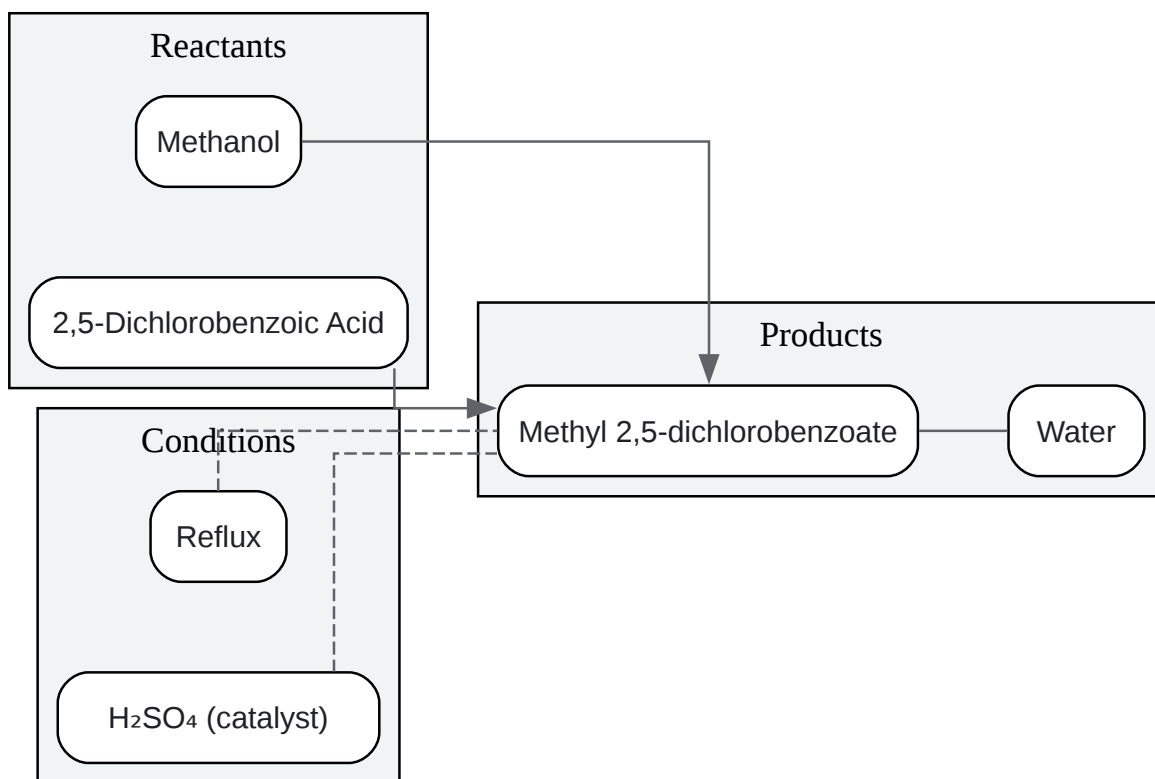 Reactants
Methanol
2,5-Dichlorobenzoic Acid
Products
Methyl 2,5-dichlorobenzoate
Water
Conditions
Reflux
H₂SO₄ (catalyst)